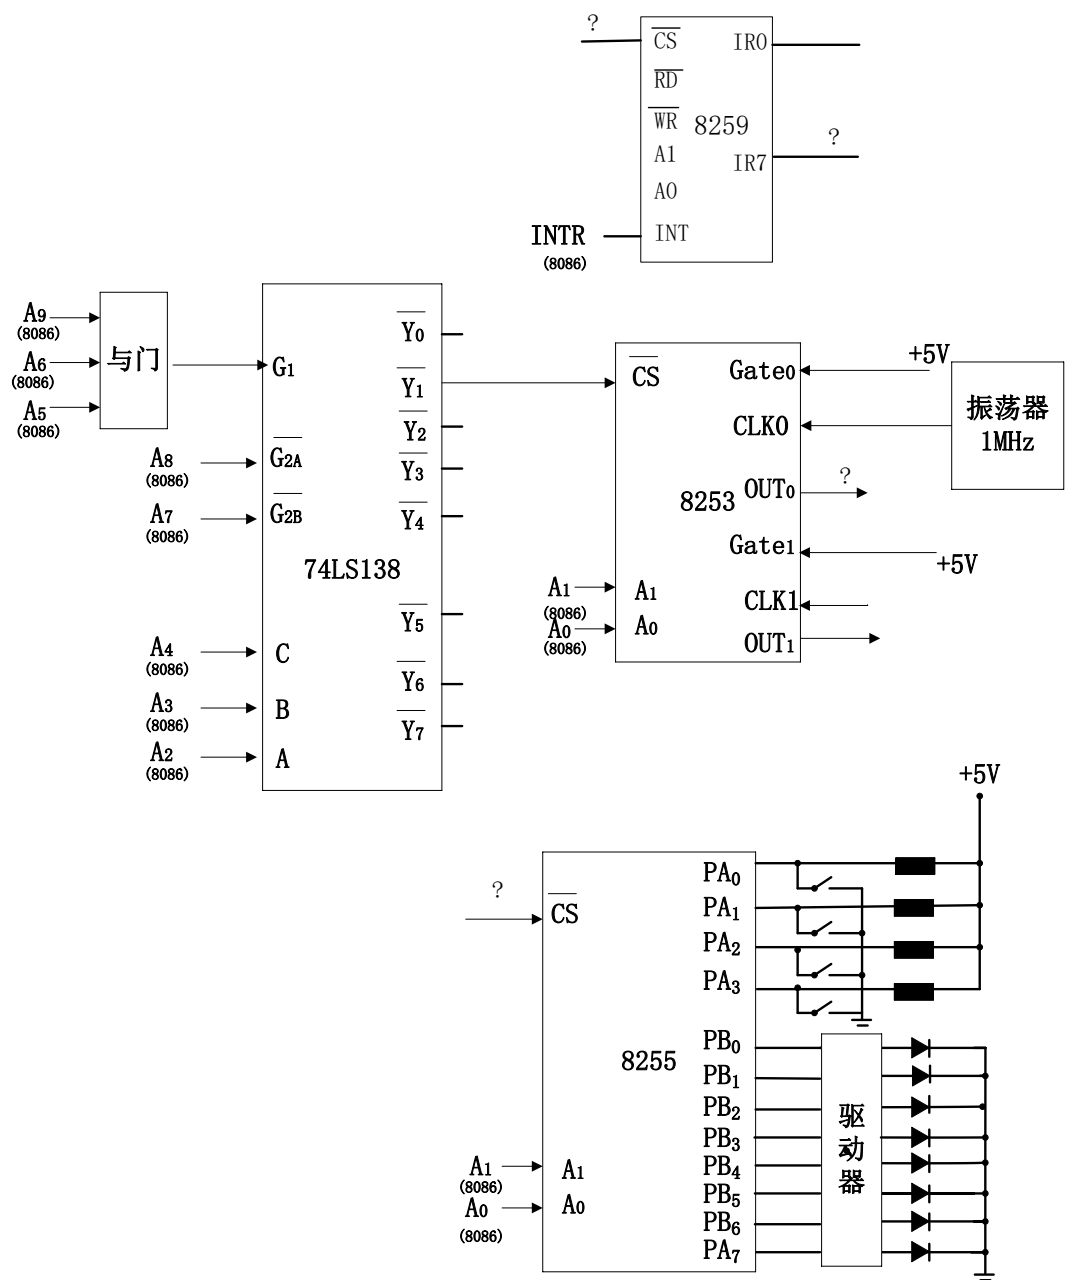 ?
CS
IR0
RD
WR
8259
?
A1
IR7
A0
INTR
(8086)
INT
A9
(8086)
A6
(8086)
A5
(8086)
与门
G1
A8
(8086)
G2A
A7
(8086)
G2B
74LS138
A4
(8086)
C
A3
(8086)
B
A2
(8086)
A
Y0
Y1
Y2
Y3
Y4
Y5
Y6
Y7
CS
Gate0
+5V
CLK0
振荡器
1MHz
8253
OUT0
?
Gate1
+5V
A1
(8086)
A1
CLK1
A0
(8086)
A0
OUT1
+5V
?
CS
PA0
PA1
PA2
PA3
8255
PB0
PB1
PB2
PB3
PB4
PB5
PB6
PA7
驱
动
器
A1
(8086)
A1
A0
(8086)
A0